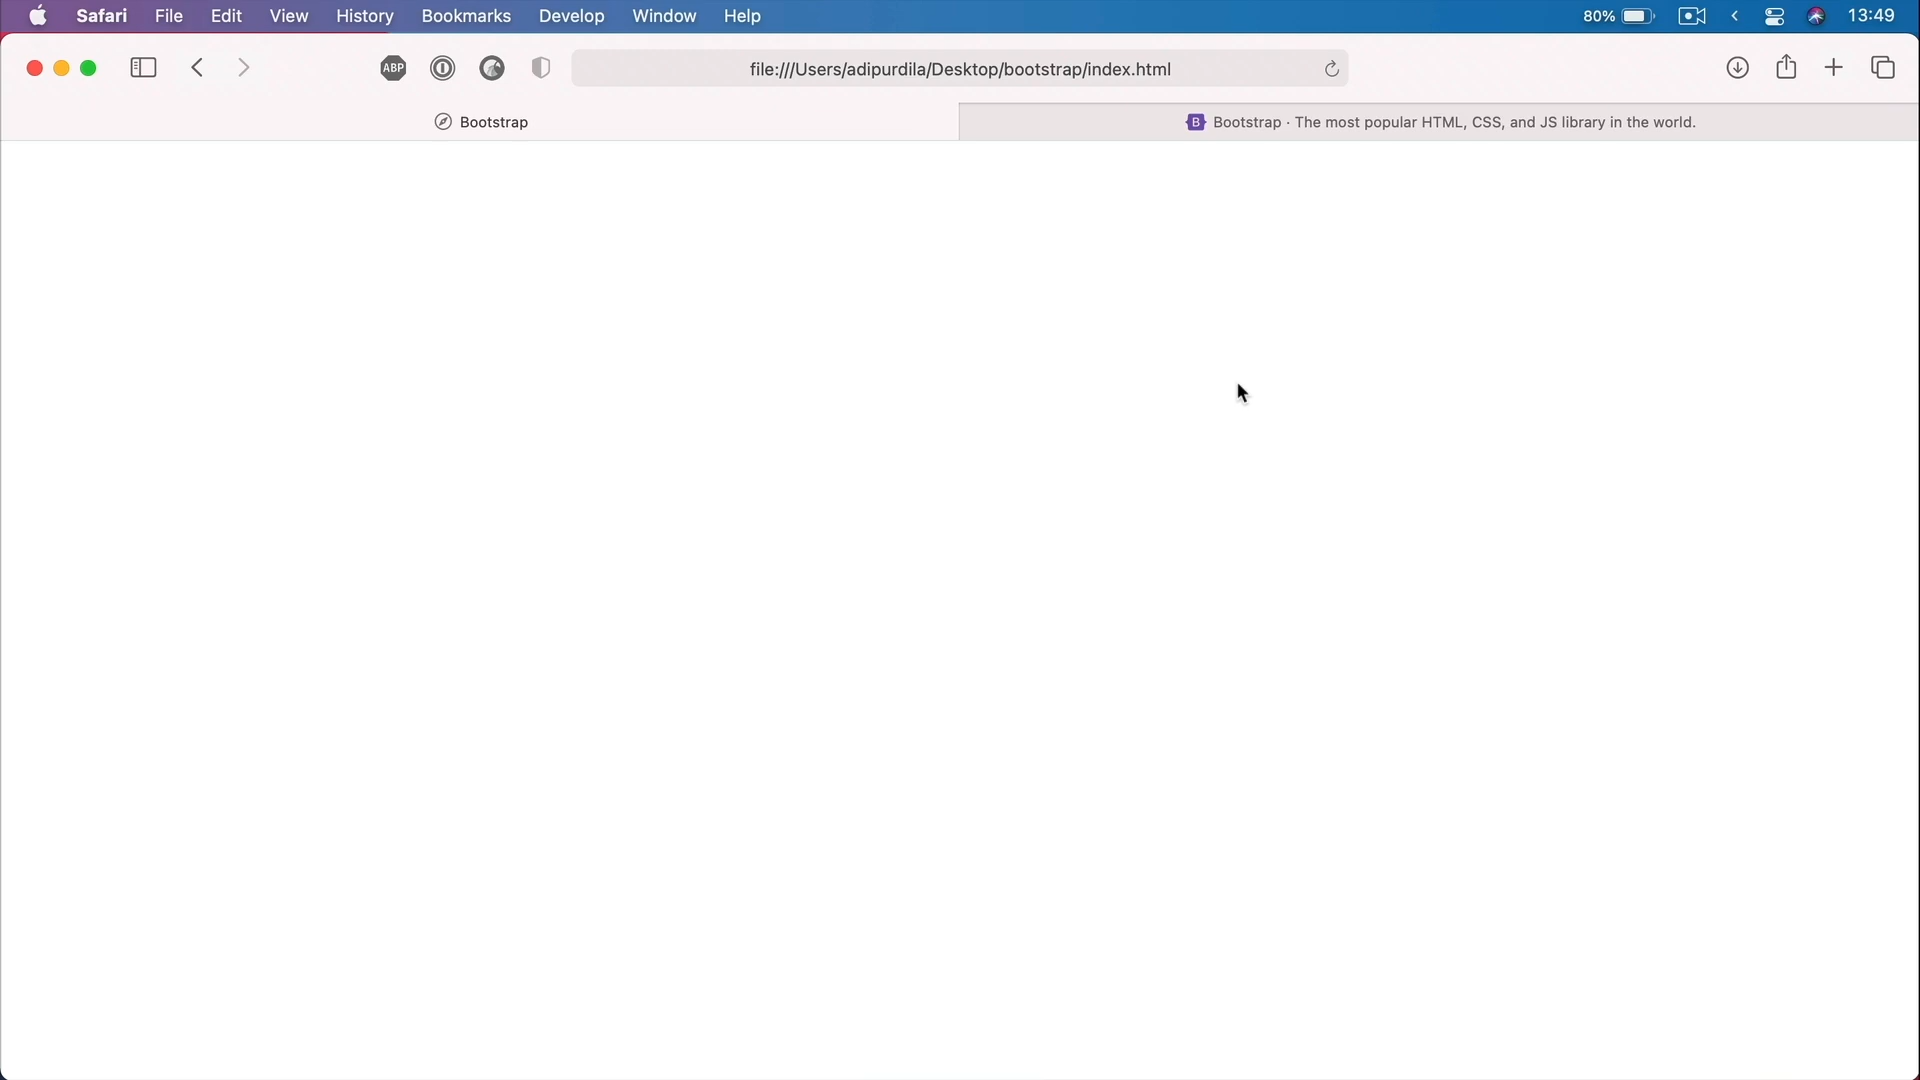 Safari File Edit View History Bookmarks Develop Window Help 80% 13:49
ABP file:///Users/adipurdila/Desktop/bootstrap/index.html
Bootstrap
B Bootstrap · The most popular HTML, CSS, and JS library in the world.